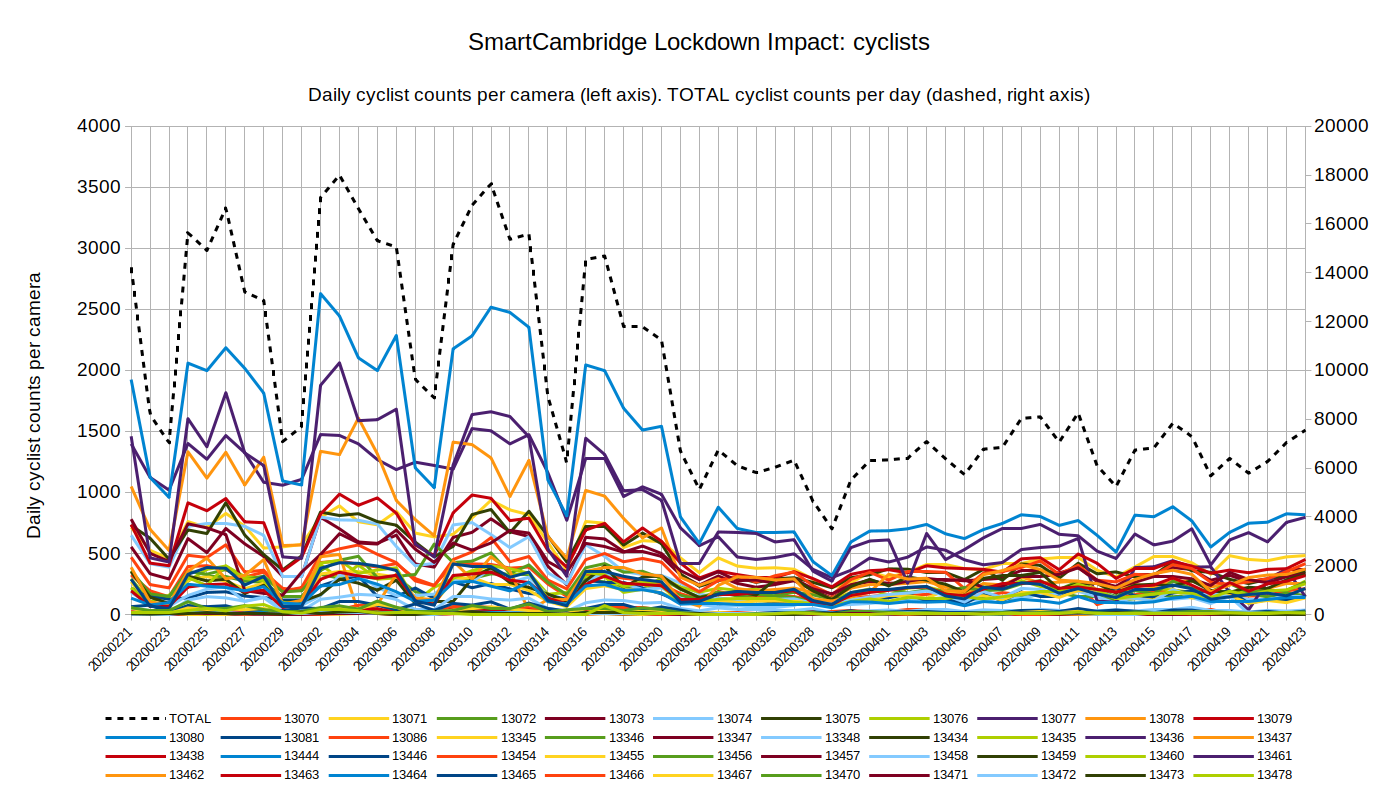 SmartCambridge Lockdown Impact: cyclists
Daily cyclist counts per camera (left axis). TOTAL cyclist counts per day (dashed, right axis)
Daily cyclist counts per camera
4000
3500
3000
2500
2000
1500
1000
500
0
20000
18000
16000
14000
12000
10000
8000
6000
4000
2000
0
20200221 20200223 20200225 20200227 20200229 20200302 20200304 20200306 20200308 20200310 20200312 20200314 20200316 20200318 20200320 20200322 20200324 20200326 20200328 20200330 20200401 20200403 20200405 20200407 20200409 20200411 20200413 20200415 20200417 20200419 20200421 20200423
TOTAL 13070 13071 13072 13073 13074 13075 13076 13077 13078 13079
13080 13081 13086 13345 13346 13347 13348 13434 13435 13436 13437
13438 13444 13446 13454 13455 13456 13457 13458 13459 13460 13461
13462 13463 13464 13465 13466 13467 13470 13471 13472 13473 13478